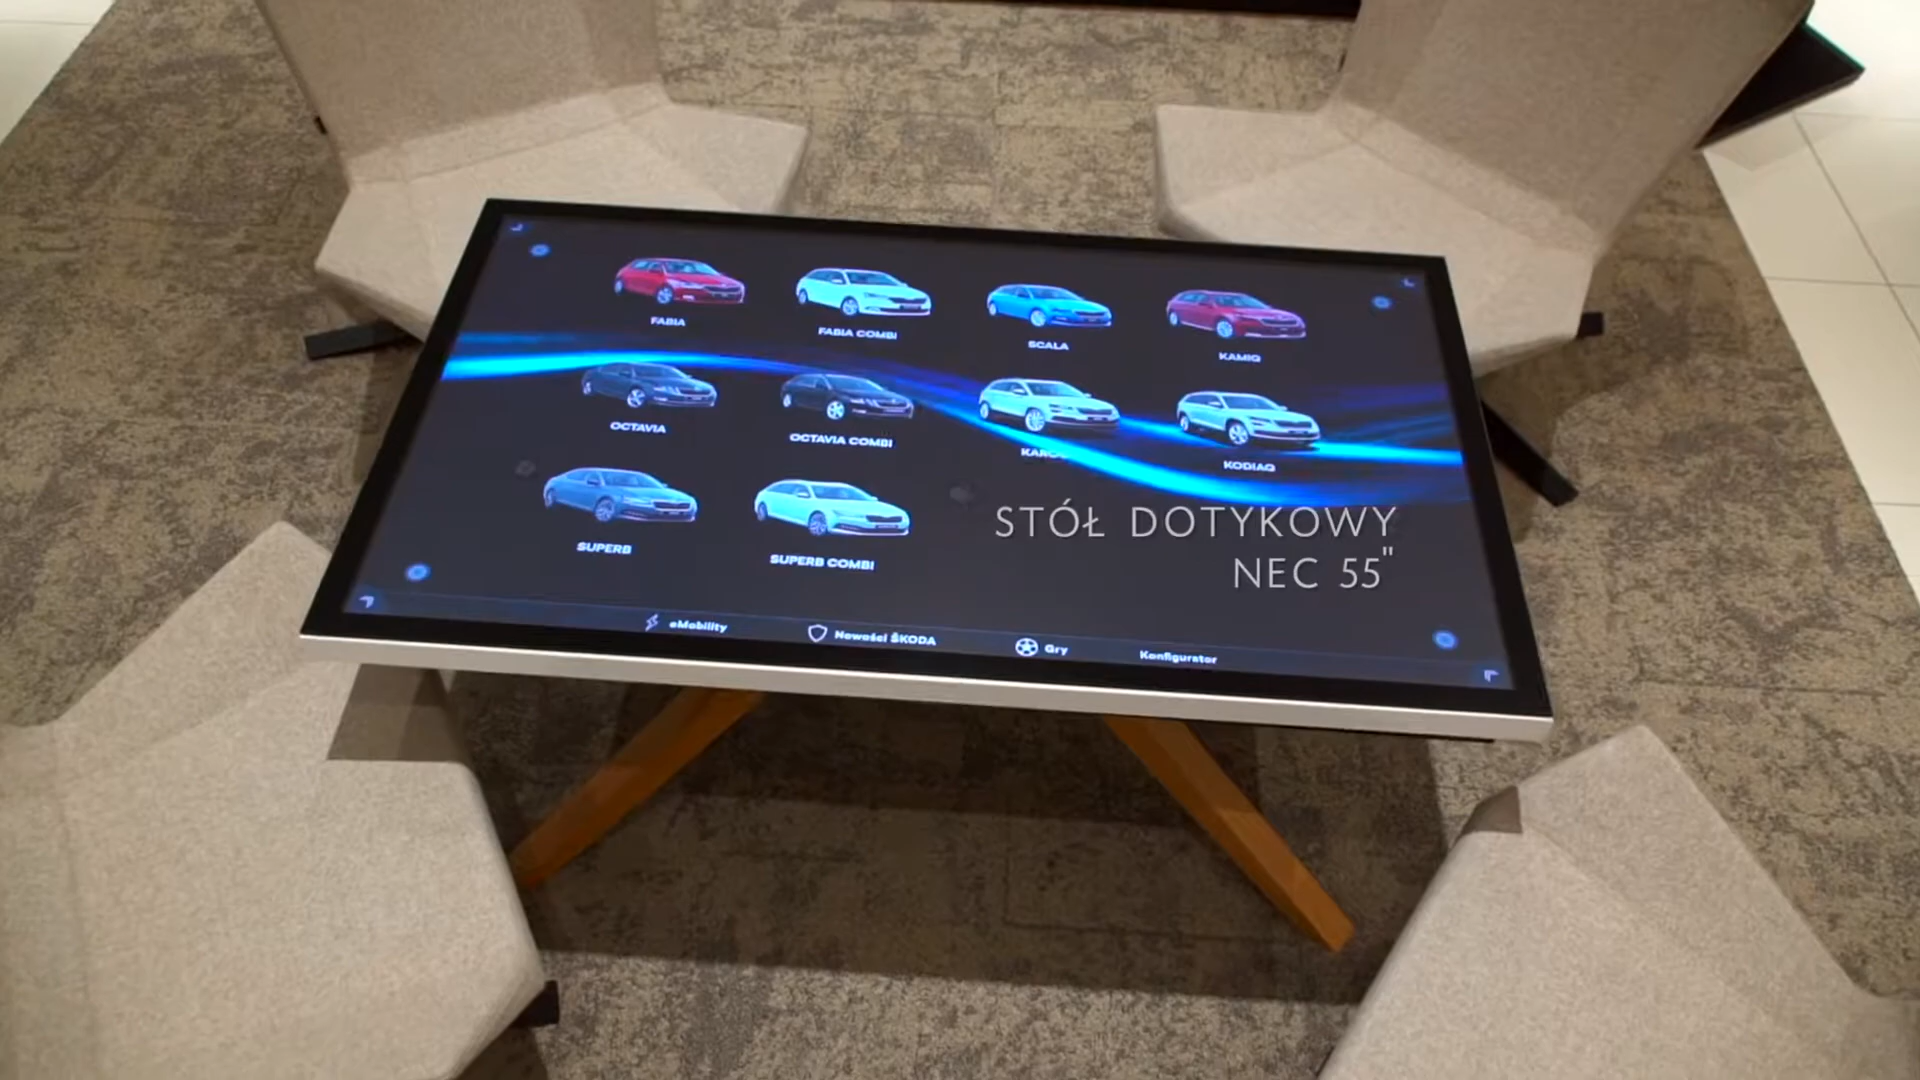 FABIA
FABIA COMBI
SCALA
KAMIQ
OCTAVIA
OCTAVIA COMBI
KODIAQ
SUPERB
SUPERB COMBI
STÓŁ DOTYKOWY
NEC 55"
eMobility
Nowości ŠKODA
Gry
Konfigurator